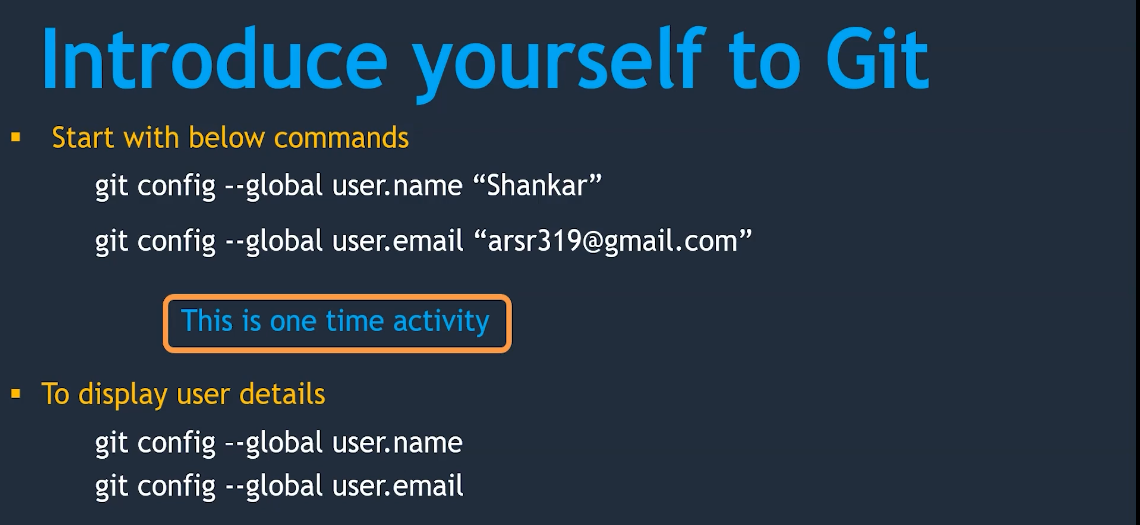 Introduce yourself to Git
▪ Start with below commands
git config --global user.name “Shankar”
git config --global user.email “arsr319@gmail.com”
This is one time activity
▪ To display user details
git config --global user.name
git config --global user.email